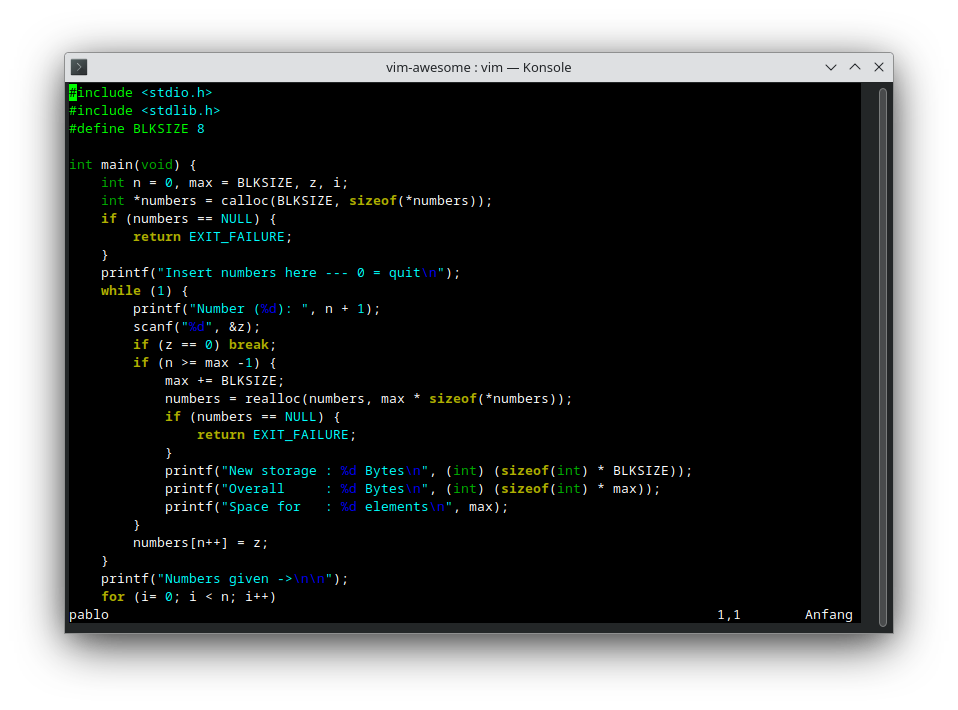 vim-awesome : vim — Konsole
#include <stdio.h>
#include <stdlib.h>
#define BLKSIZE 8

int main(void) {
    int n = 0, max = BLKSIZE, z, i;
    int *numbers = calloc(BLKSIZE, sizeof(*numbers));
    if (numbers == NULL) {
        return EXIT_FAILURE;
    }
    printf("Insert numbers here --- 0 = quit\n");
    while (1) {
        printf("Number (%d): ", n + 1);
        scanf("%d", &z);
        if (z == 0) break;
        if (n >= max -1) {
            max += BLKSIZE;
            numbers = realloc(numbers, max * sizeof(*numbers));
            if (numbers == NULL) {
                return EXIT_FAILURE;
            }
            printf("New storage : %d Bytes\n", (int) (sizeof(int) * BLKSIZE));
            printf("Overall     : %d Bytes\n", (int) (sizeof(int) * max));
            printf("Space for   : %d elements\n", max);
        }
        numbers[n++] = z;
    }
    printf("Numbers given ->\n\n");
    for (i= 0; i < n; i++)
pablo 1,1 Anfang